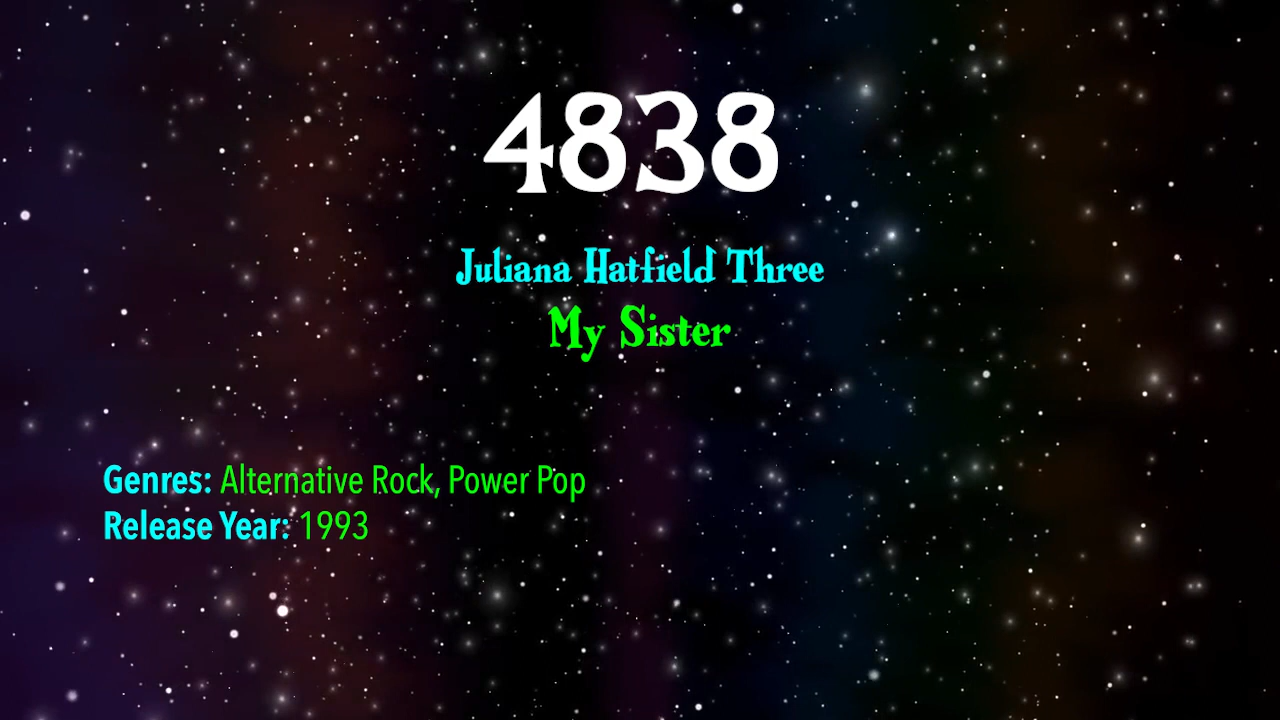 4838
Juliana Hatfield Three
My Sister
Genres: Alternative Rock, Power Pop
Release Year: 1993